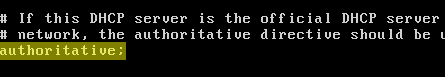 # If this DHCP server is the official DHCP server
# network, the authoritative directive should be
authoritative;